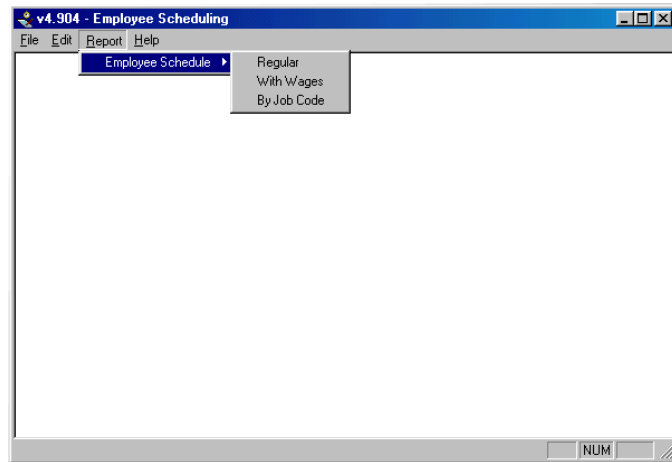 v4.904 - Employee Scheduling
File Edit Report Help
Employee Schedule Regular
With Wages
By Job Code
NUM